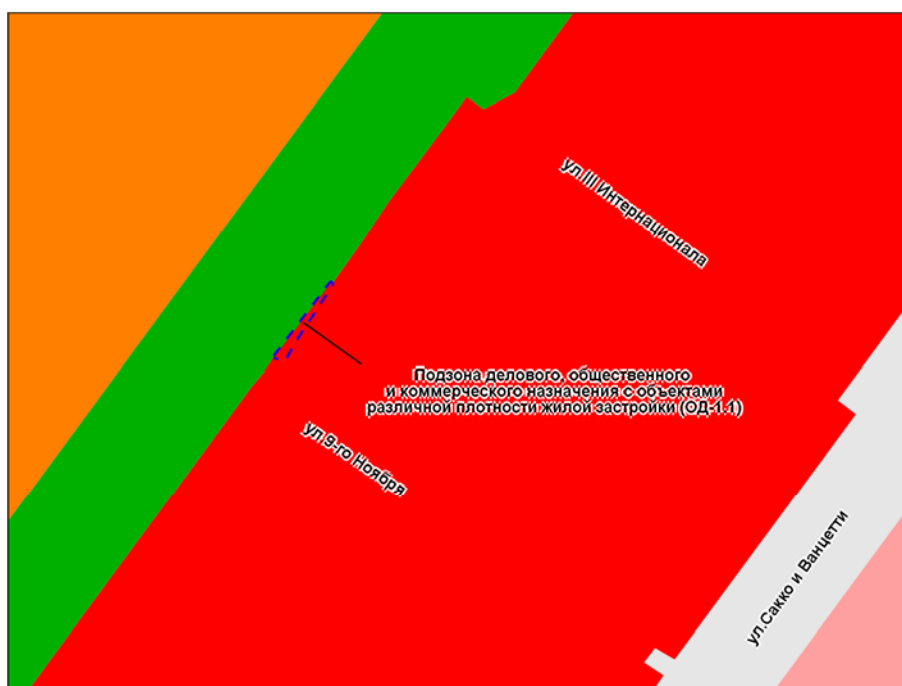 ул.III Интернационала
Подзона делового, общественного
и коммерческого назначения с объектами
различной плотности жилой застройки (ОД-1.1)
ул.9-го Ноября
ул.Сакко и Ванцетти